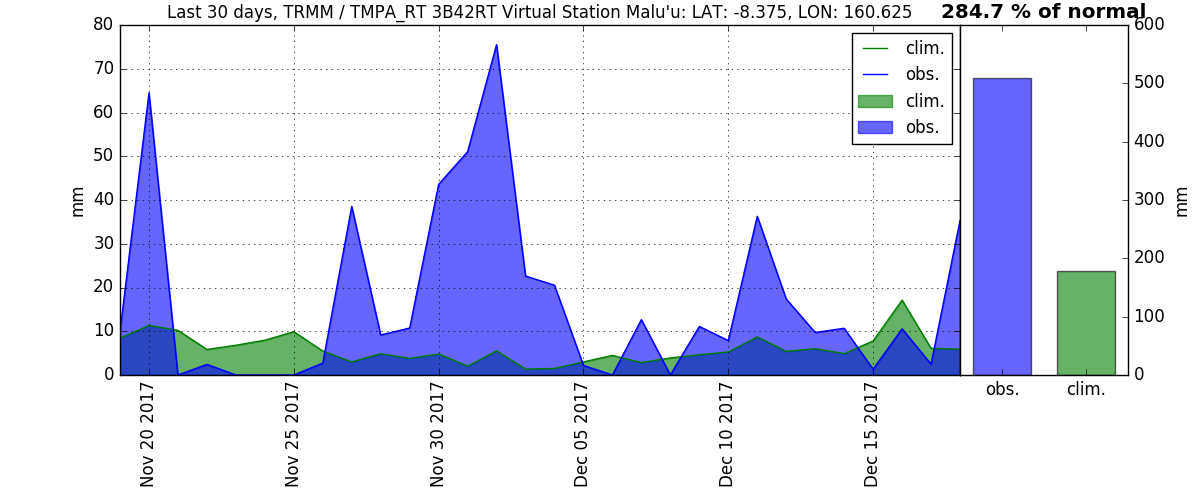 Last 30 days, TRMM / TMPA_RT 3B42RT Virtual Station Malu'u: LAT: -8.375, LON: 160.625
284.7 % of normal
80
70
60
50
40
30
20
10
0
mm
clim.
obs.
clim.
obs.
Nov 20 2017
Nov 25 2017
Nov 30 2017
Dec 05 2017
Dec 10 2017
Dec 15 2017
600
500
400
300
200
100
0
mm
obs.
clim.